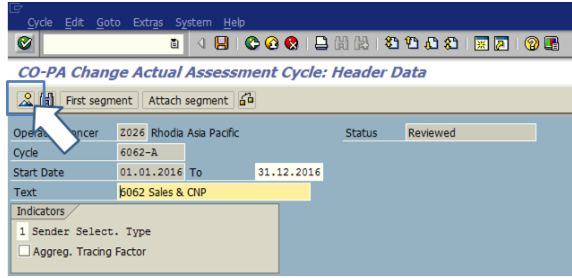 Cycle Edit Goto Extras System Help
CO-PA Change Actual Assessment Cycle: Header Data
First segment Attach segment
Z026 Rhodia Asia Pacific Status Reviewed
Cycle 6062-A
Start Date 01.01.2016 To 31.12.2016
Text 6062 Sales & CNP
Indicators
1 Sender Select. Type
Aggreg. Tracing Factor